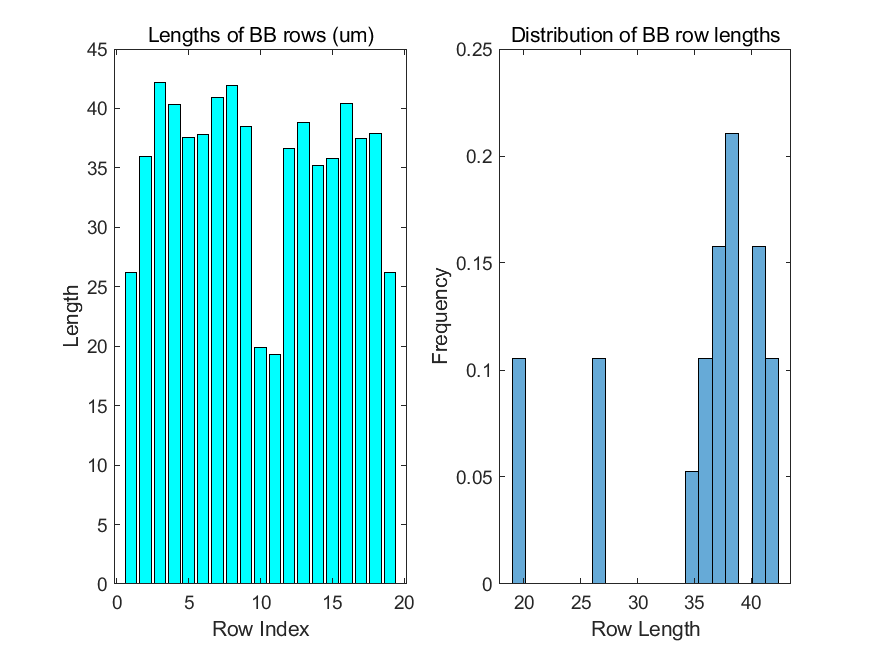 Lengths of BB rows (um)
45
40
35
30
25
20
15
10
5
0
Length
0 5 10 15 20
Row Index
Distribution of BB row lengths
0.25
0.2
0.15
0.1
0.05
0
Frequency
20 25 30 35 40
Row Length